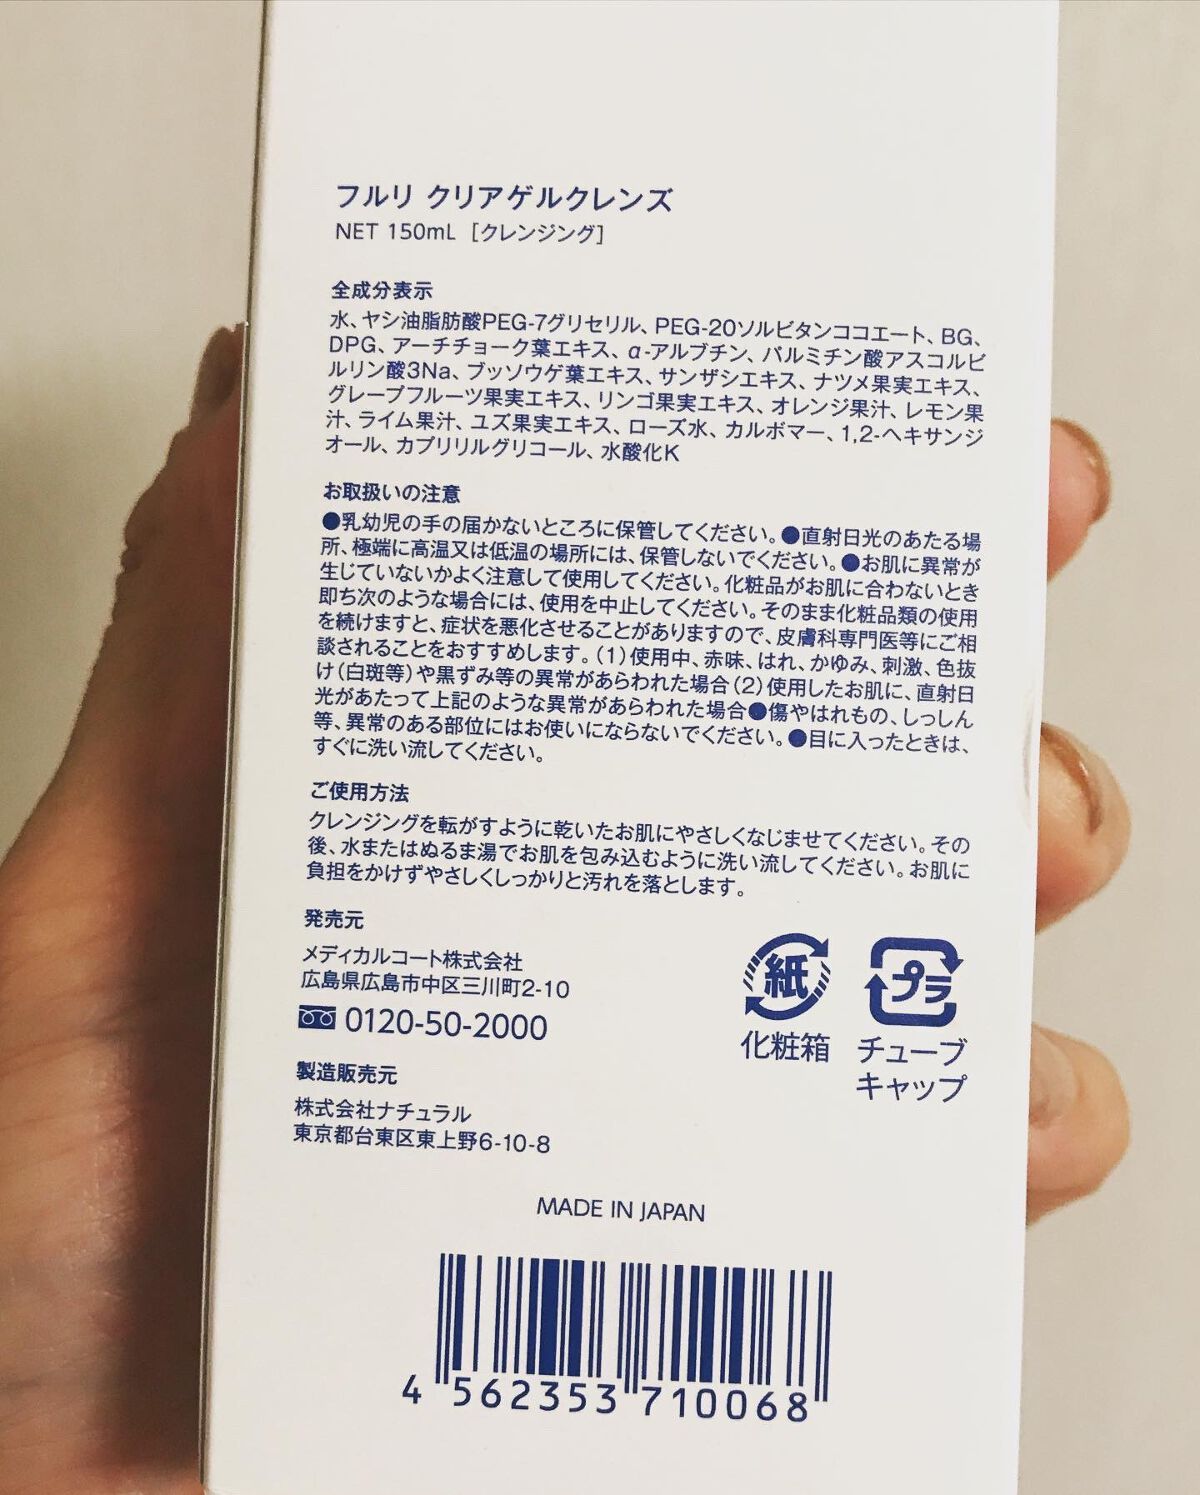 フルリ クリアゲルクレンズ
NET 150mL [クレンジング]
全成分表示
水、ヤシ油脂肪酸PEG-7グリセリル、PEG-20ソルビタンココエート、BG、
DPG、アーチチョーク葉エキス、α-アルブチン、パルミチン酸アスコルビ
ルリン酸3Na、ブッソウゲ葉エキス、サンザシエキス、ナツメ果実エキス、
グレープフルーツ果実エキス、リンゴ果実エキス、オレンジ果汁、レモン果
汁、ライム果汁、ユズ果実エキス、ローズ水、カルボマー、1,2-ヘキサンジ
オール、カプリリルグリコール、水酸化K
お取扱いの注意
●乳幼児の手の届かないところに保管してください。●直射日光のあたる場
所、極端に高温又は低温の場所には、保管しないでください。●お肌に異常が
生じていないかよく注意して使用してください。化粧品がお肌に合わないとき
即ち次のような場合には、使用を中止してください。そのまま化粧品類の使用
を続けますと、症状を悪化させることがありますので、皮膚科専門医等にご相
談されることをおすすめします。(1)使用中、赤味、はれ、かゆみ、刺激、色抜
け(白斑等)や黒ずみ等の異常があらわれた場合(2)使用したお肌に、直射日
光があたって上記のような異常があらわれた場合●傷やはれもの、しっしん
等、異常のある部位にはお使いにならないでください。●目に入ったときは、
すぐに洗い流してください。
ご使用方法
クレンジングを転がすように乾いたお肌にやさしくなじませてください。その
後、水またはぬるま湯でお肌を包み込むように洗い流してください。お肌に
負担をかけずやさしくしっかりと汚れを落とします。
発売元
メディカルコート株式会社
広島県広島市中区三川町2-10
0120-50-2000
紙
化粧箱
プラ
チューブ
キャップ
製造販売元
株式会社ナチュラル
東京都台東区東上野6-10-8
MADE IN JAPAN
4 562353 710068